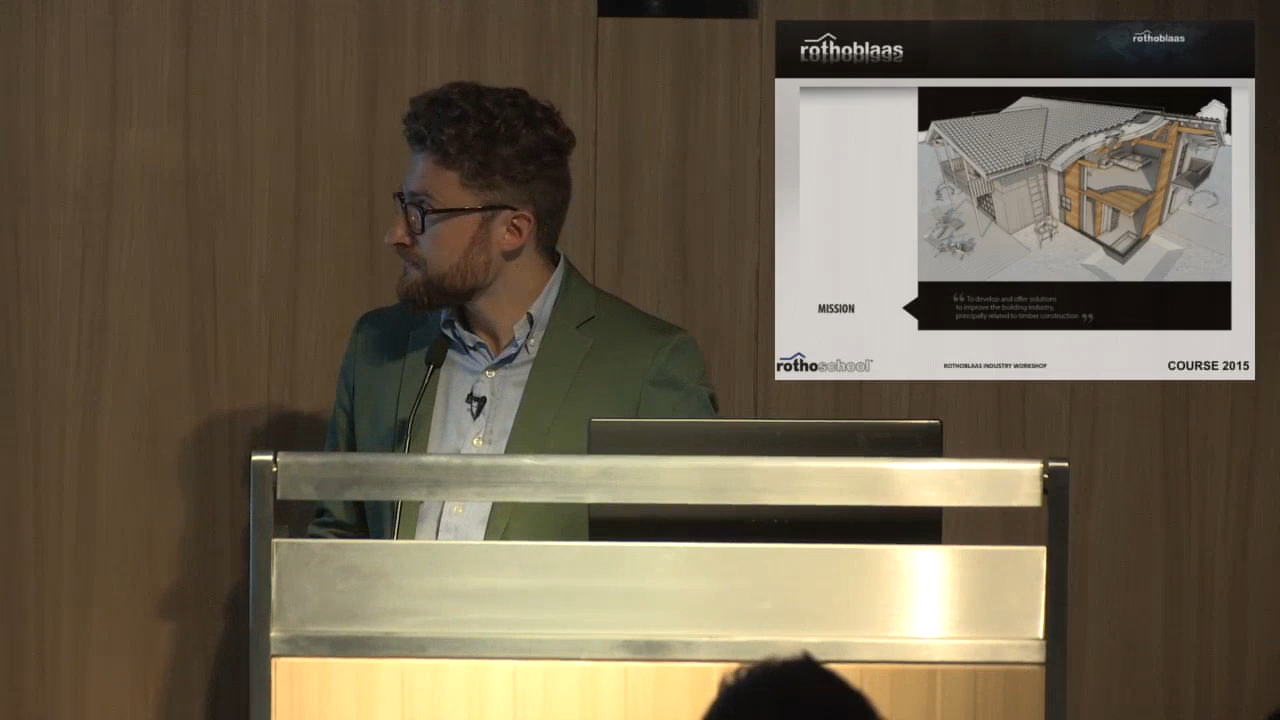 rothoblaas
rothoblaas
MISSION
“ To develop and offer solutions
to improve the building industry,
principally related to timber construction ”
rothoschool
ROTHOBLAAS INDUSTRY WORKSHOP
COURSE 2015